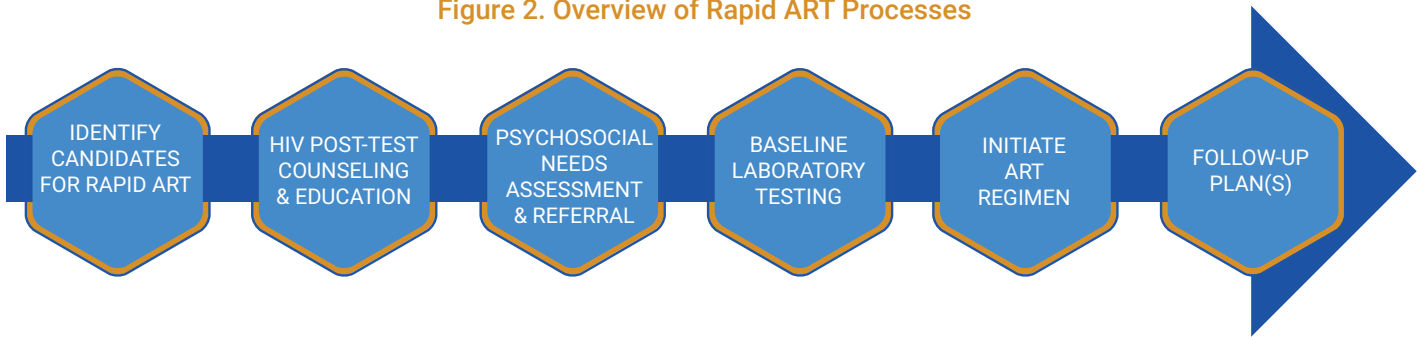 Figure 2. Overview of Rapid ART Processes
IDENTIFY
CANDIDATES
FOR RAPID ART
HIV POST-TEST
COUNSELING
& EDUCATION
PSYCHOSOCIAL
NEEDS
ASSESSMENT
& REFERRAL
BASELINE
LABORATORY
TESTING
INITIATE
ART
REGIMEN
FOLLOW-UP
PLAN(S)